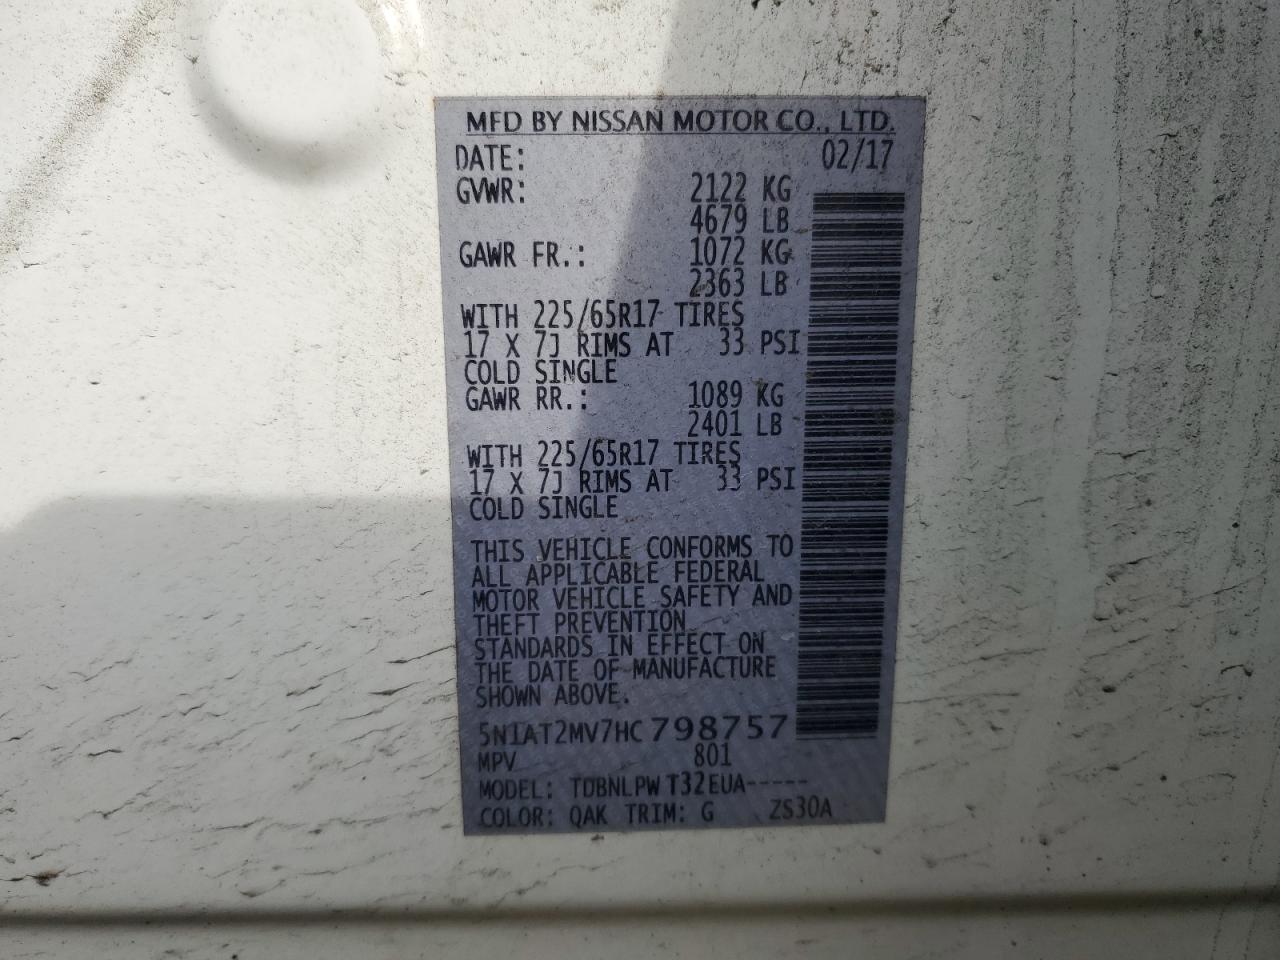 MFD BY NISSAN MOTOR CO., LTD.
DATE: 02/17
GVWR: 2122 KG
4679 LB
GAWR FR.: 1072 KG
2363 LB
WITH 225/65R17 TIRES
17 X 7J RIMS AT 33 PSI
COLD SINGLE
GAWR RR.: 1089 KG
2401 LB
WITH 225/65R17 TIRES
17 X 7J RIMS AT 33 PSI
COLD SINGLE
THIS VEHICLE CONFORMS TO
ALL APPLICABLE FEDERAL
MOTOR VEHICLE SAFETY AND
THEFT PREVENTION
STANDARDS IN EFFECT ON
THE DATE OF MANUFACTURE
SHOWN ABOVE.
5N1AT2MV7HC798757
MPV 801
MODEL: TDBNLPW T32EUA-----
COLOR: QAK TRIM: G ZS30A